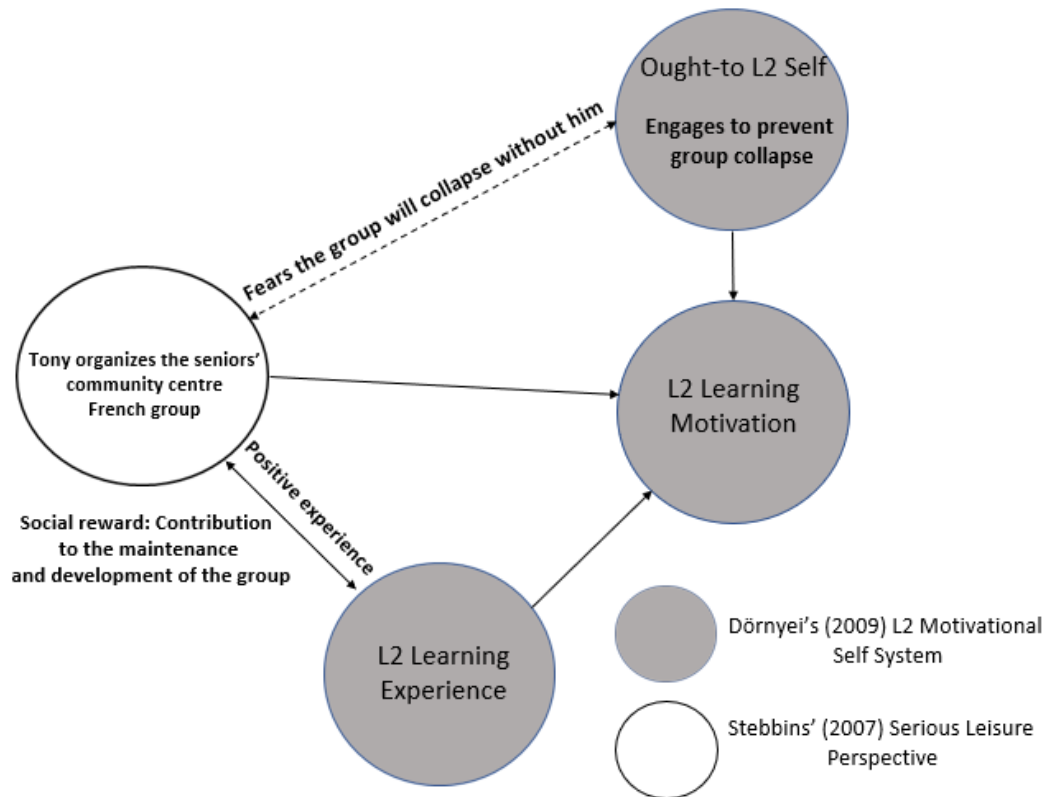 Ought-to L2 Self
Engages to prevent
group collapse
Fears the group will collapse without him
Tony organizes the seniors’
community centre
French group
L2 Learning
Motivation
Positive experience
Social reward: Contribution
to the maintenance
and development of the group
L2 Learning
Experience
Dörnyei’s (2009) L2 Motivational
Self System
Stebbins’ (2007) Serious Leisure
Perspective